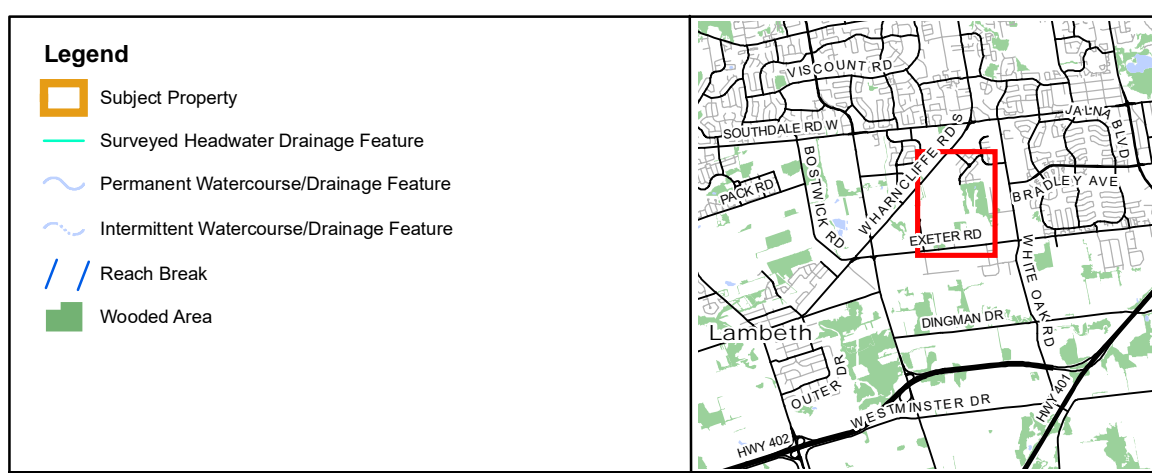 Legend
Subject Property
Surveyed Headwater Drainage Feature
Permanent Watercourse/Drainage Feature
Intermittent Watercourse/Drainage Feature
Reach Break
Wooded Area
VISCOUNT RD
SOUTHDALE RD W
JALNA BLVD
PACK RD
BOSTWICK RD
WHARNCLIFFE RD S
BRADLEY AVE
EXETER RD
WHITE OAK RD
DINGMAN DR
Lambeth
OUTER DR
WESTMINSTER DR
HWY 401
HWY 402